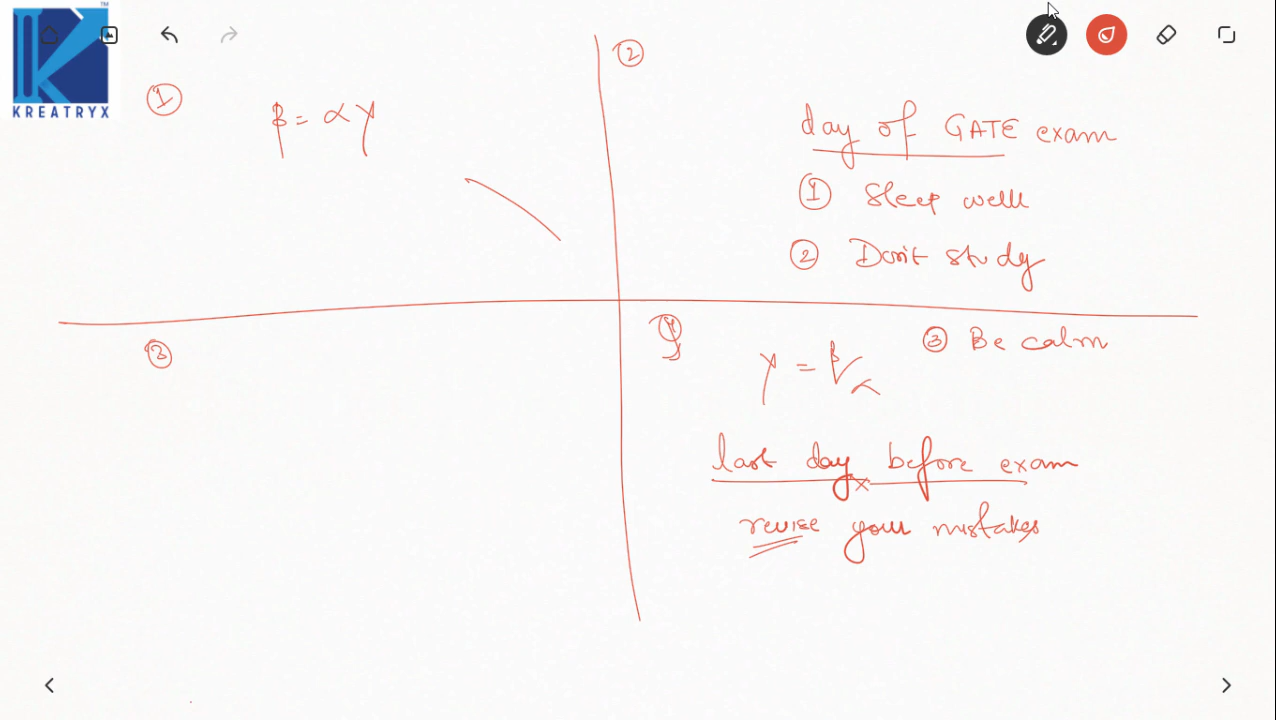 KREATRYX
TM
①
β = αγ
②
day of GATE exam
① Sleep well
② Don't study
③ Be calm
③
④
γ = β/α
last day before exam
revise your mistakes